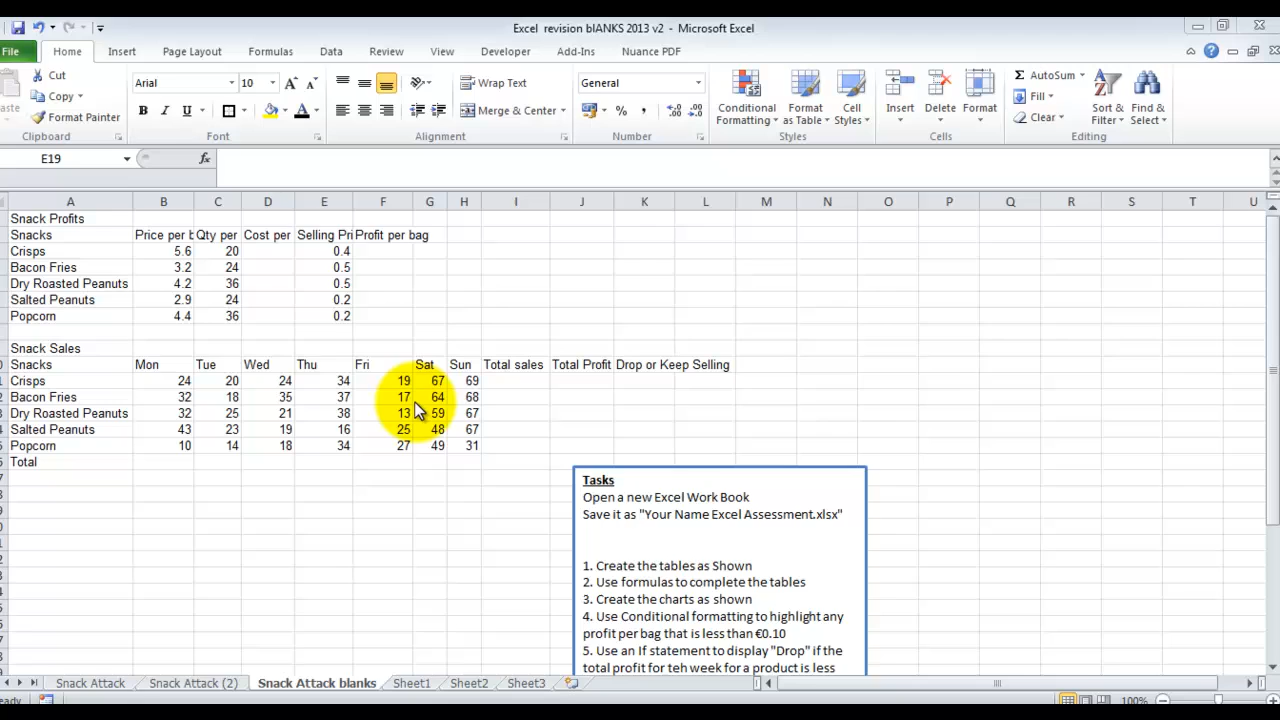 Excel revision blANKS 2013 v2 - Microsoft Excel
File Home Insert Page Layout Formulas Data Review View Developer Add-Ins Nuance PDF
Cut
Copy
Format Painter
Clipboard
Arial 10
B I U A
Font
Wrap Text
Merge & Center
Alignment
General
%
Number
Conditional Formatting
Format as Table
Cell Styles
Styles
Insert Delete Format
Cells
AutoSum
Fill
Clear
Sort & Filter
Find & Select
Editing
E19 fx
A B C D E F G H I J K L M N O P Q R S T U
Snack Profits
Snacks Price per b Qty per Cost per Selling Pri Profit per bag
Crisps 5.6 20 0.4
Bacon Fries 3.2 24 0.5
Dry Roasted Peanuts 4.2 36 0.5
Salted Peanuts 2.9 24 0.2
Popcorn 4.4 36 0.2
Snack Sales
Snacks Mon Tue Wed Thu Fri Sat Sun Total sales Total Profit Drop or Keep Selling
Crisps 24 20 24 34 19 67 69
Bacon Fries 32 18 35 37 17 64 68
Dry Roasted Peanuts 32 25 21 38 13 59 67
Salted Peanuts 43 23 19 16 25 48 67
Popcorn 10 14 18 34 27 49 31
Total
Tasks
Open a new Excel Work Book
Save it as "Your Name Excel Assessment.xlsx"
1. Create the tables as Shown
2. Use formulas to complete the tables
3. Create the charts as shown
4. Use Conditional formatting to highlight any
profit per bag that is less than €0.10
5. Use an If statement to display "Drop" if the
total profit for teh week for a product is less
Snack Attack Snack Attack (2) Snack Attack blanks Sheet1 Sheet2 Sheet3
100%